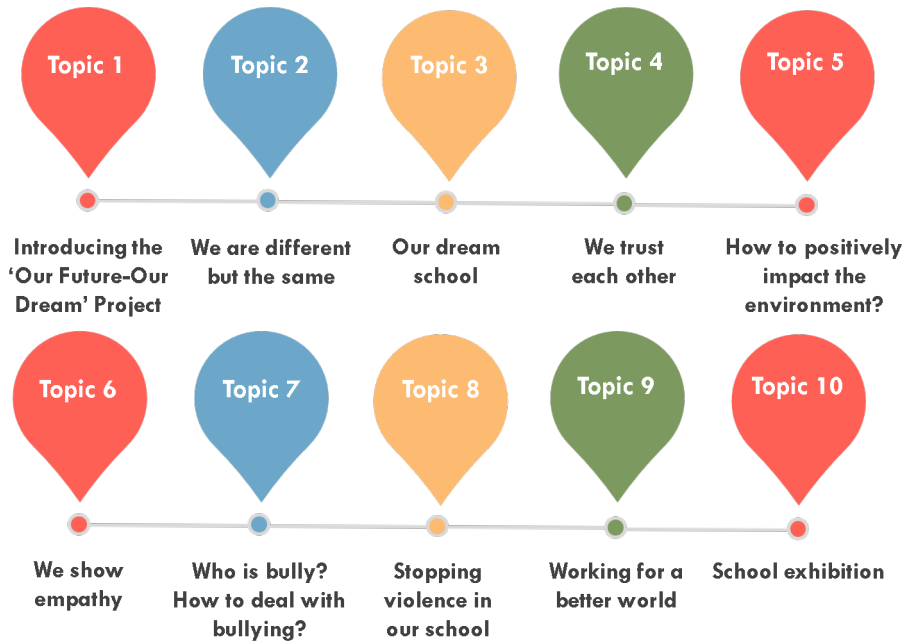 Topic 1
Topic 2
Topic 3
Topic 4
Topic 5
Introducing the
‘Our Future-Our
Dream’ Project
We are different
but the same
Our dream
school
We trust
each other
How to positively
impact the
environment?
Topic 6
Topic 7
Topic 8
Topic 9
Topic 10
We show
empathy
Who is bully?
How to deal with
bullying?
Stopping
violence in
our school
Working for a
better world
School exhibition